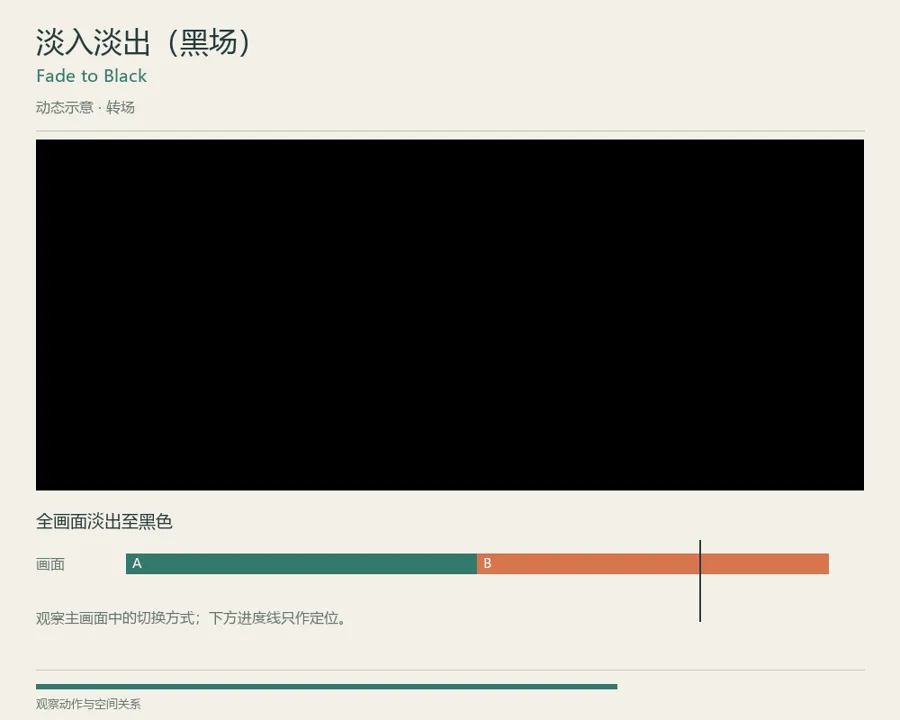 淡入淡出（黑场）
Fade to Black
动态示意 · 转场
全画面淡出至黑色
画面 A B
观察主画面中的切换方式；下方进度线只作定位。
观察动作与空间关系